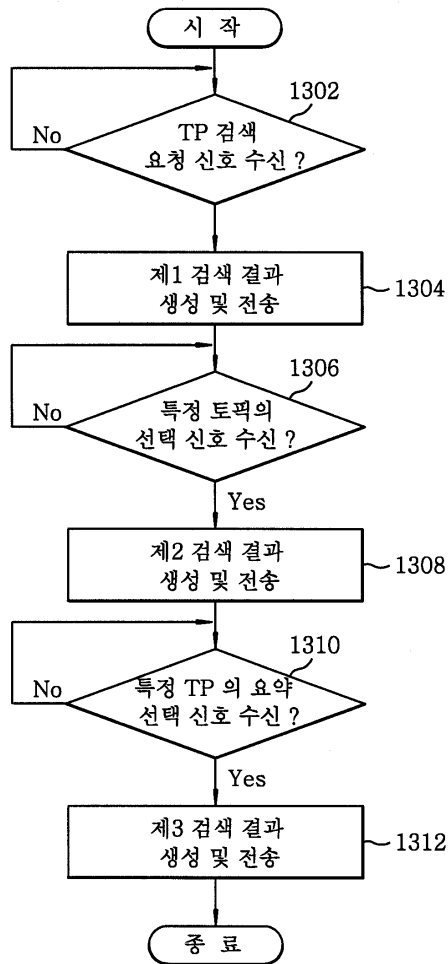 시 작
1302
No
TP 검색
요청 신호 수신 ?
제1 검색 결과
생성 및 전송
1304
1306
No
특정 토픽의
선택 신호 수신 ?
Yes
제2 검색 결과
생성 및 전송
1308
1310
No
특정 TP 의 요약
선택 신호 수신 ?
Yes
제3 검색 결과
생성 및 전송
1312
종 료